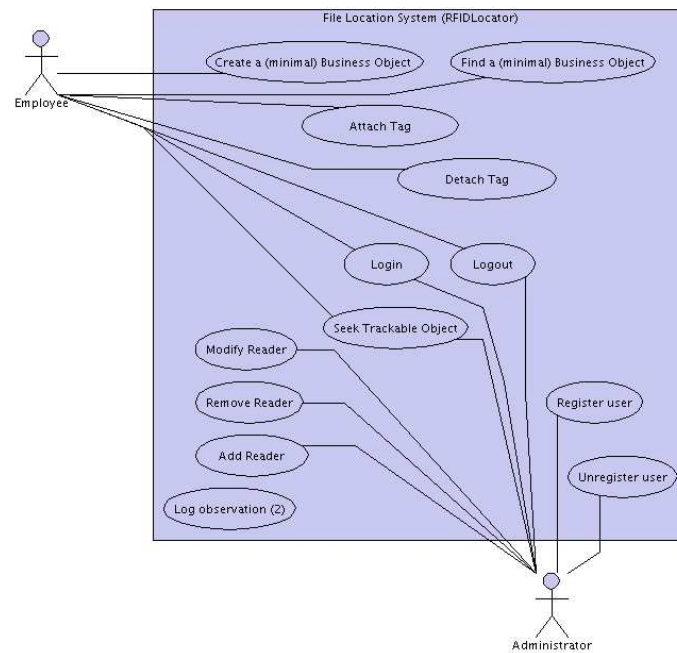 File Location System (RFIDLocator)
Create a (minimal) Business Object
Find a (minimal) Business Object
Employee
Attach Tag
Detach Tag
Login
Logout
Seek Trackable Object
Modify Reader
Remove Reader
Register user
Add Reader
Unregister user
Log observation (2)
Administrator